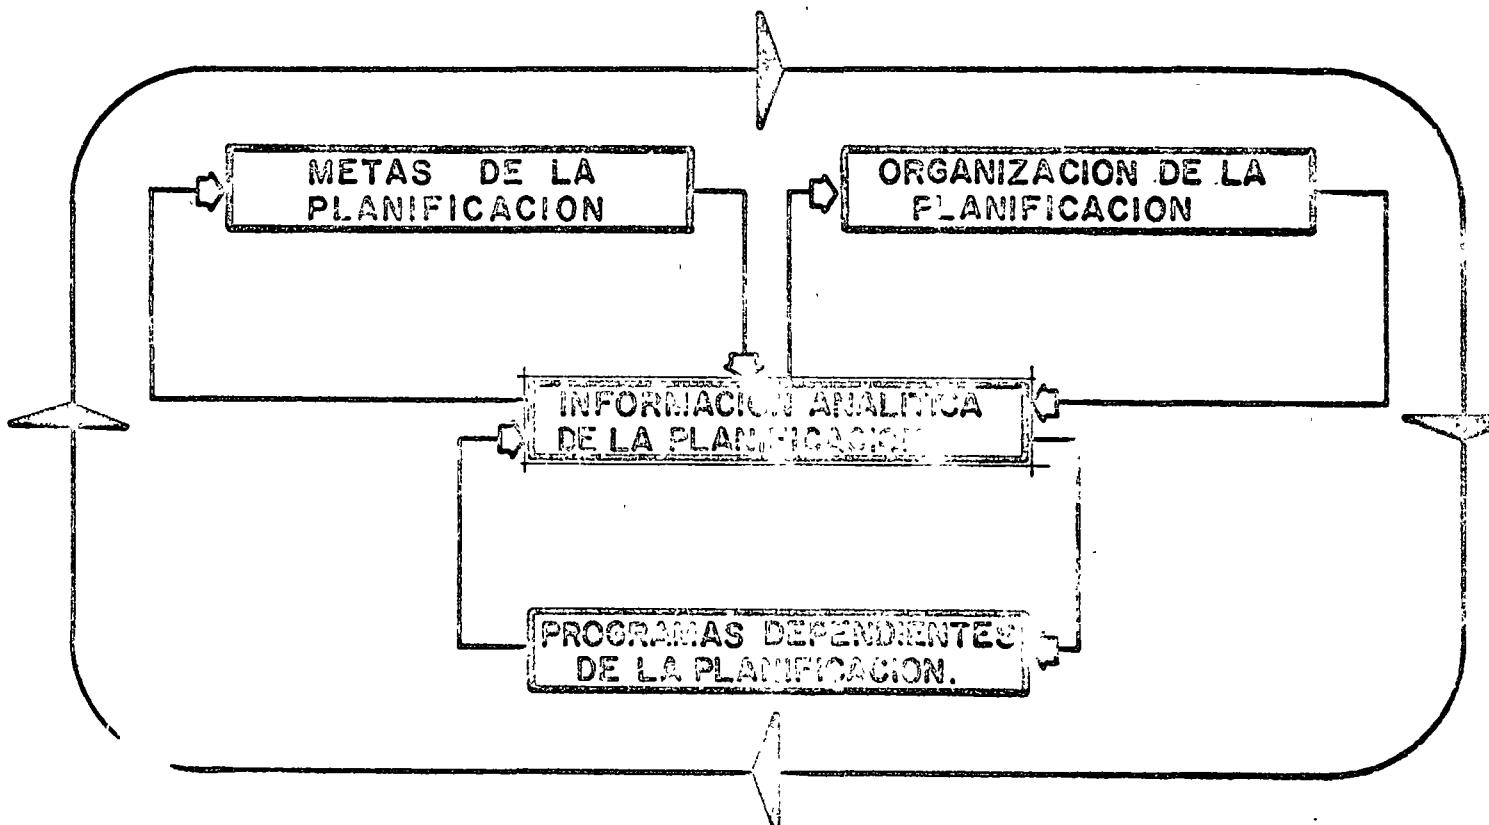 METAS DE LA
PLANIFICACION
ORGANIZACION DE LA
PLANIFICACION
INFORMACION ANALITICA
DE LA PLANIFICACION
PROGRAMAS DEPENDIENTES
DE LA PLANIFICACION.